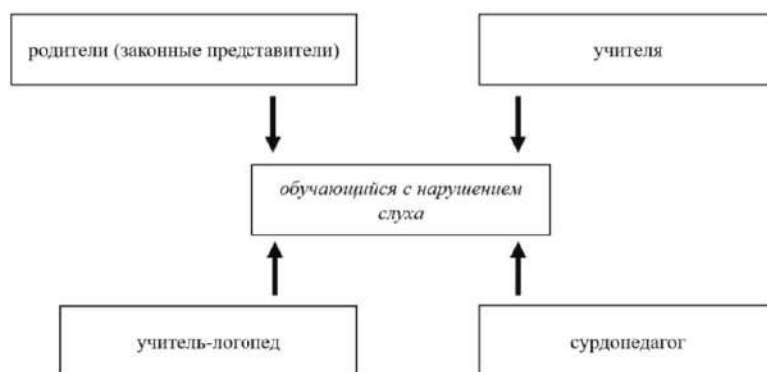 родители (законные представители)
учителя
обучающийся с нарушением
слуха
учитель-логопед
сурдопедагог